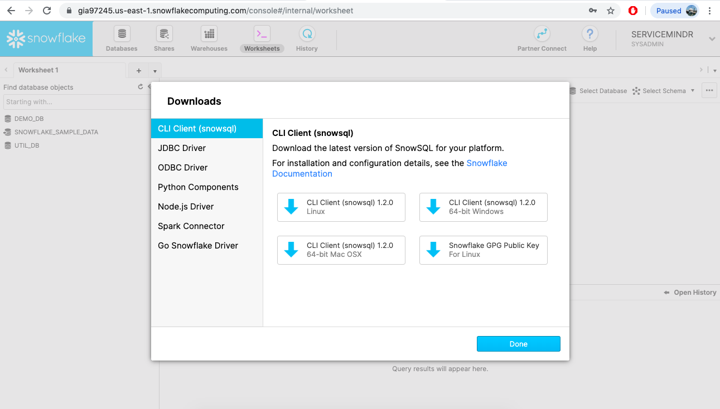 gia97245.us-east-1.snowflakecomputing.com/console#/internal/worksheet
Paused
snowflake
Databases
Shares
Warehouses
Worksheets
History
Partner Connect
Help
SERVICEMINDR
SYSADMIN
Worksheet 1
Find database objects
Starting with...
DEMO_DB
SNOWFLAKE_SAMPLE_DATA
UTIL_DB
Select Database
Select Schema
Downloads
CLI Client (snowsql)
JDBC Driver
ODBC Driver
Python Components
Node.js Driver
Spark Connector
Go Snowflake Driver
CLI Client (snowsql)
Download the latest version of SnowSQL for your platform.
For installation and configuration details, see the Snowflake
Documentation
CLI Client (snowsql) 1.2.0
Linux
CLI Client (snowsql) 1.2.0
64-bit Windows
CLI Client (snowsql) 1.2.0
64-bit Mac OSX
Snowflake GPG Public Key
For Linux
Done
Open History
Query results will appear here.